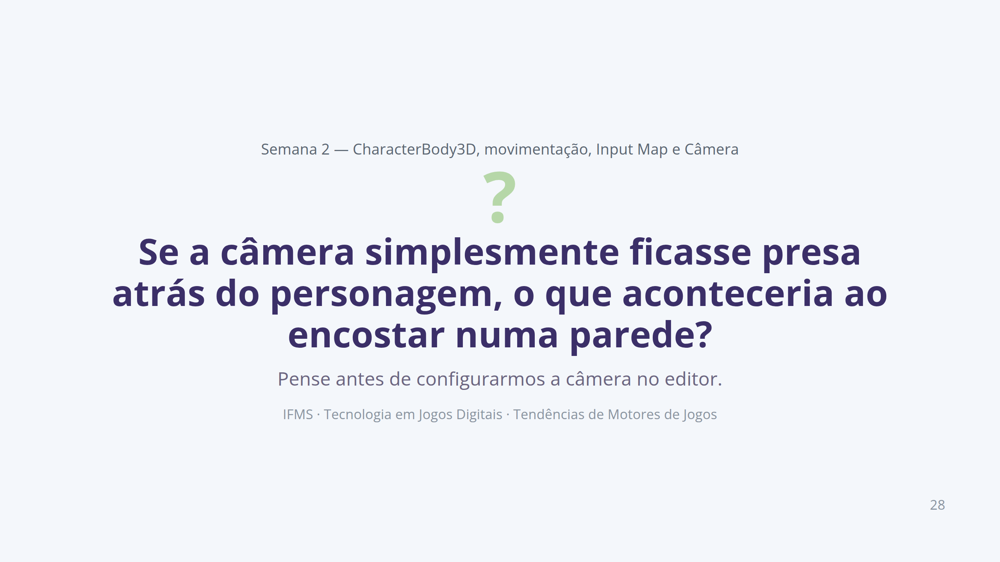 Semana 2 — CharacterBody3D, movimentação, Input Map e Câmera
?
Se a câmera simplesmente ficasse presa
atrás do personagem, o que aconteceria ao
encostar numa parede?
Pense antes de configurarmos a câmera no editor.
IFMS · Tecnologia em Jogos Digitais · Tendências de Motores de Jogos
28